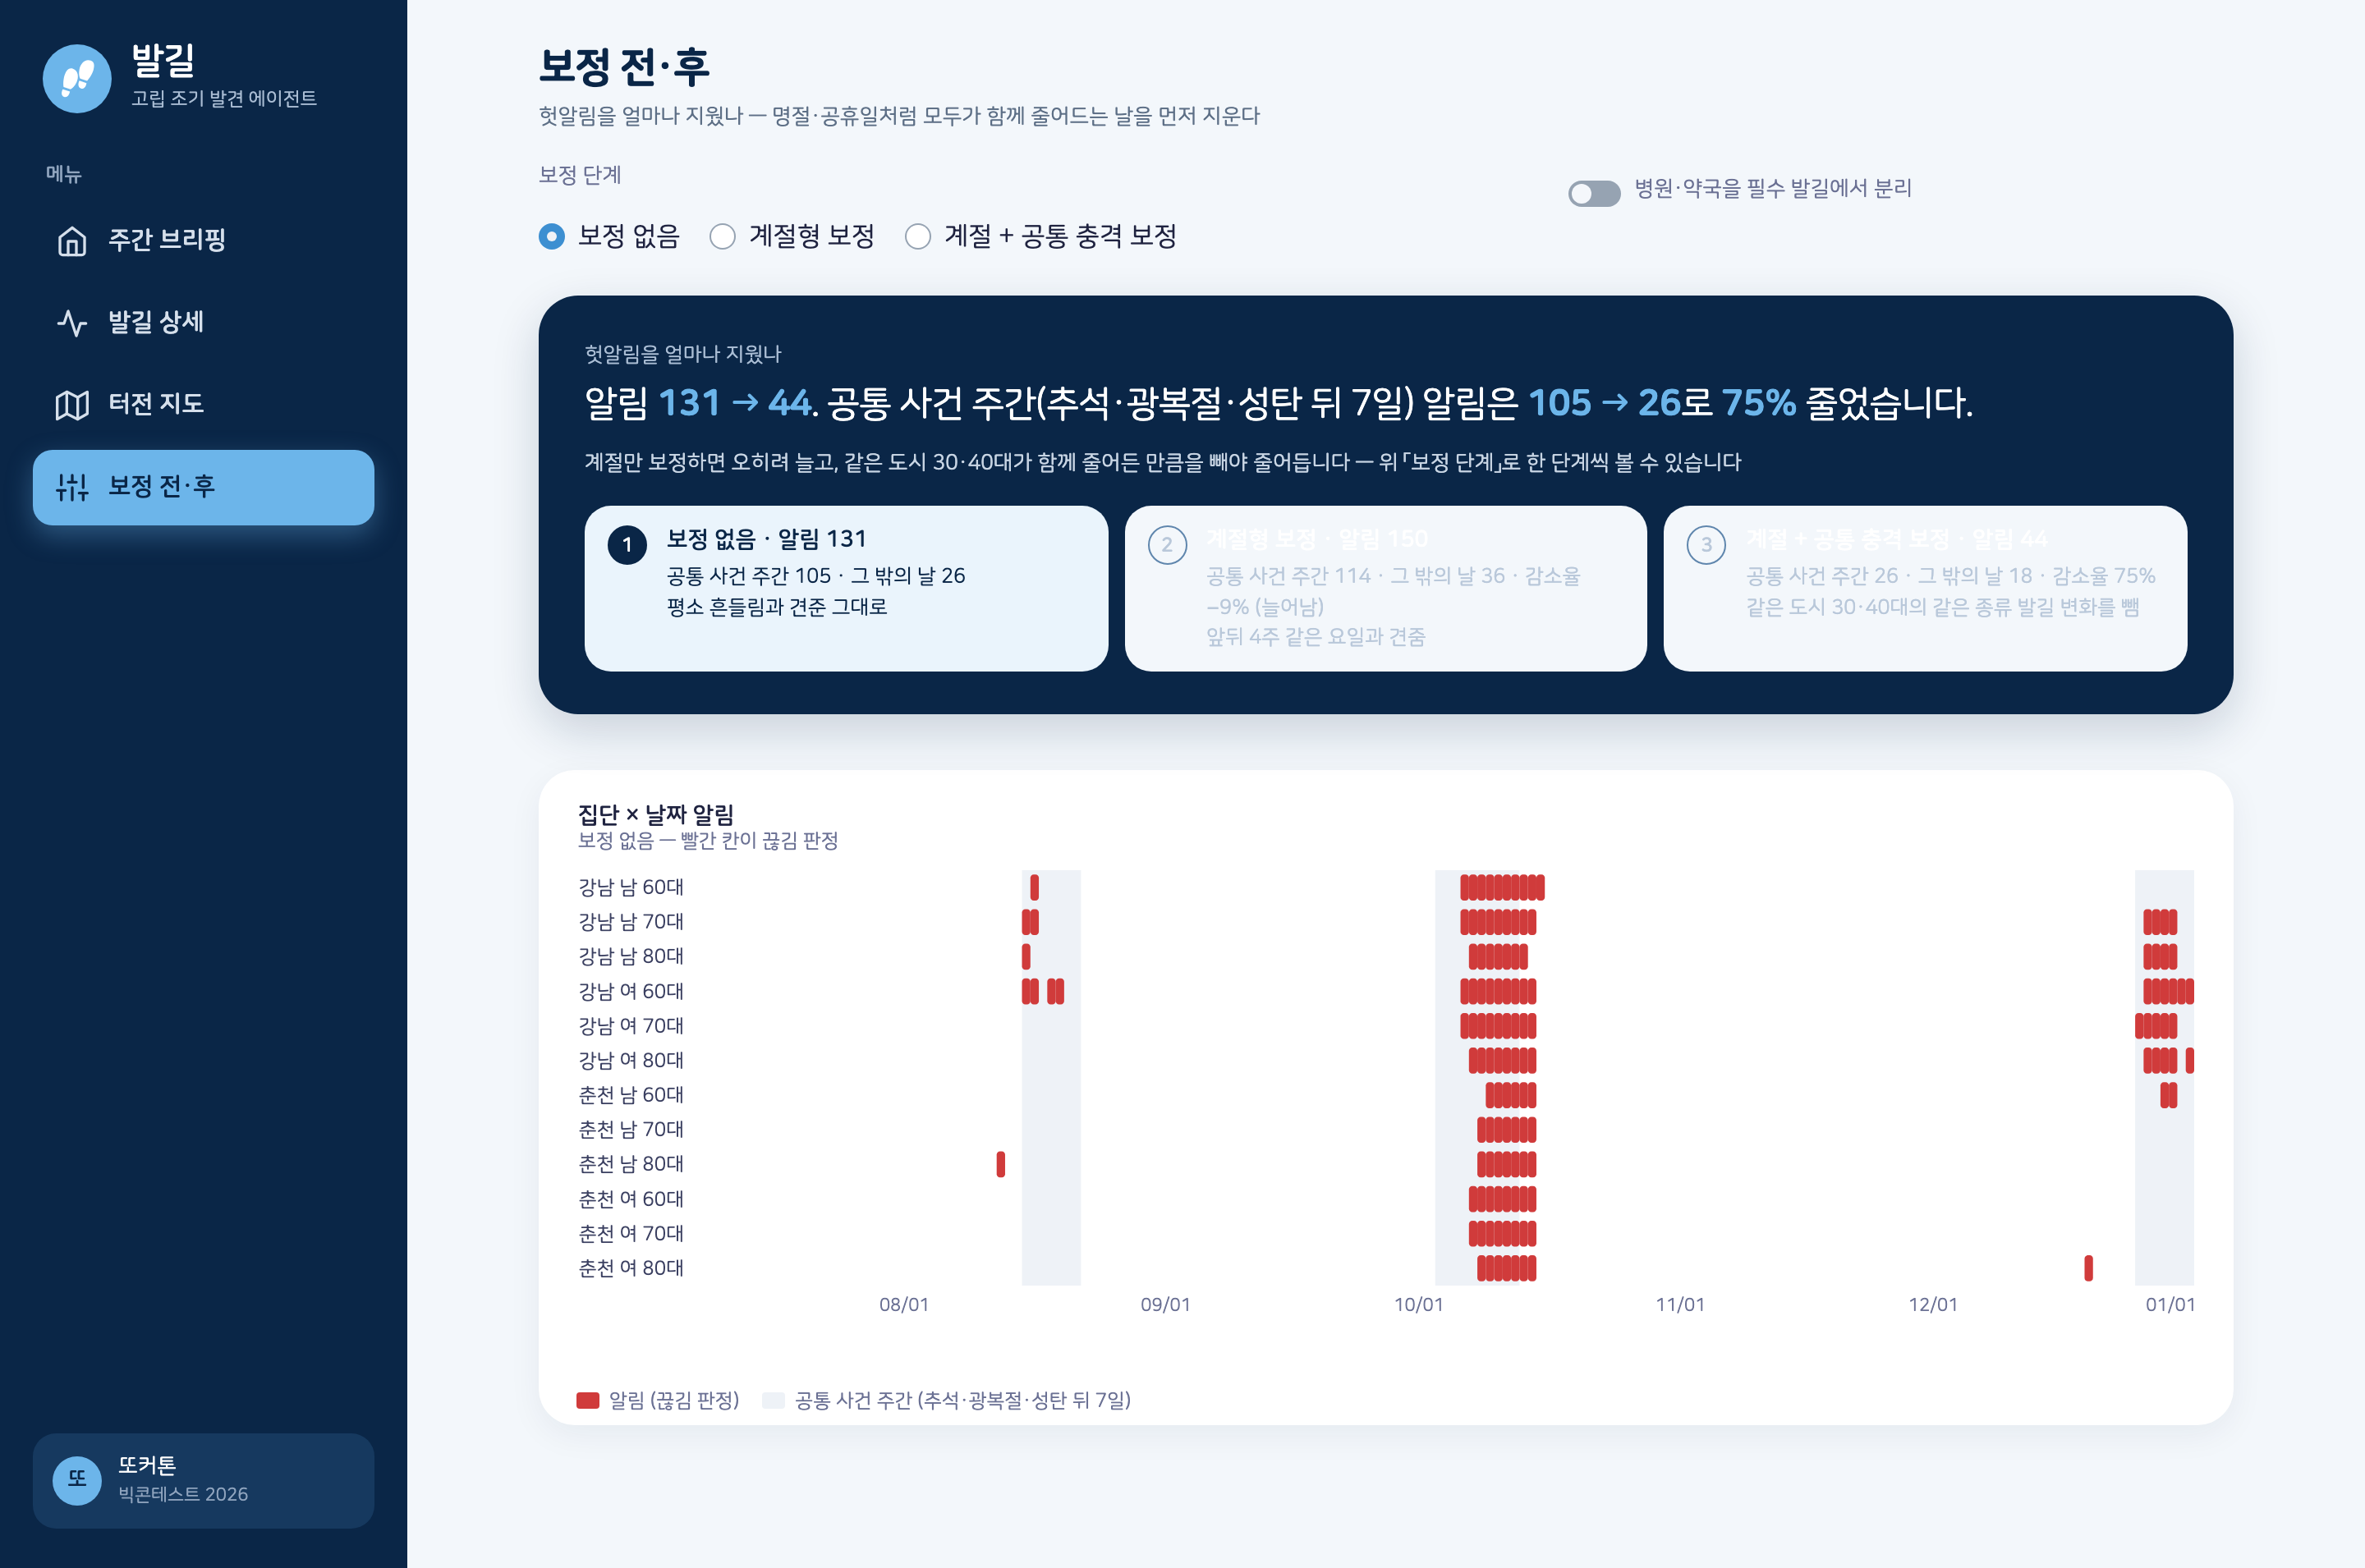 발길
고립 조기 발견 에이전트
메뉴
주간 브리핑
발길 상세
터전 지도
보정 전·후
또
또커톤
빅콘테스트 2026
보정 전·후
헛알림을 얼마나 지웠나 — 명절·공휴일처럼 모두가 함께 줄어드는 날을 먼저 지운다
보정 단계
보정 없음
계절형 보정
계절 + 공통 충격 보정
병원·약국을 필수 발길에서 분리
헛알림을 얼마나 지웠나
알림 131 → 44. 공통 사건 주간(추석·광복절·성탄 뒤 7일) 알림은 105 → 26로 75% 줄었습니다.
계절만 보정하면 오히려 늘고, 같은 도시 30·40대가 함께 줄어든 만큼을 빼야 줄어듭니다 — 위 「보정 단계」로 한 단계씩 볼 수 있습니다
1
보정 없음 · 알림 131
공통 사건 주간 105 · 그 밖의 날 26
평소 흔들림과 견준 그대로
2
계절형 보정 · 알림 150
공통 사건 주간 114 · 그 밖의 날 36 · 감소율
−9% (늘어남)
앞뒤 4주 같은 요일과 견줌
3
계절 + 공통 충격 보정 · 알림 44
공통 사건 주간 26 · 그 밖의 날 18 · 감소율 75%
같은 도시 30·40대의 같은 종류 발길 변화를 뺌
집단 × 날짜 알림
보정 없음 — 빨간 칸이 끊김 판정
강남 남 60대
강남 남 70대
강남 남 80대
강남 여 60대
강남 여 70대
강남 여 80대
춘천 남 60대
춘천 남 70대
춘천 남 80대
춘천 여 60대
춘천 여 70대
춘천 여 80대
08/01
09/01
10/01
11/01
12/01
01/01
알림 (끊김 판정)
공통 사건 주간 (추석·광복절·성탄 뒤 7일)